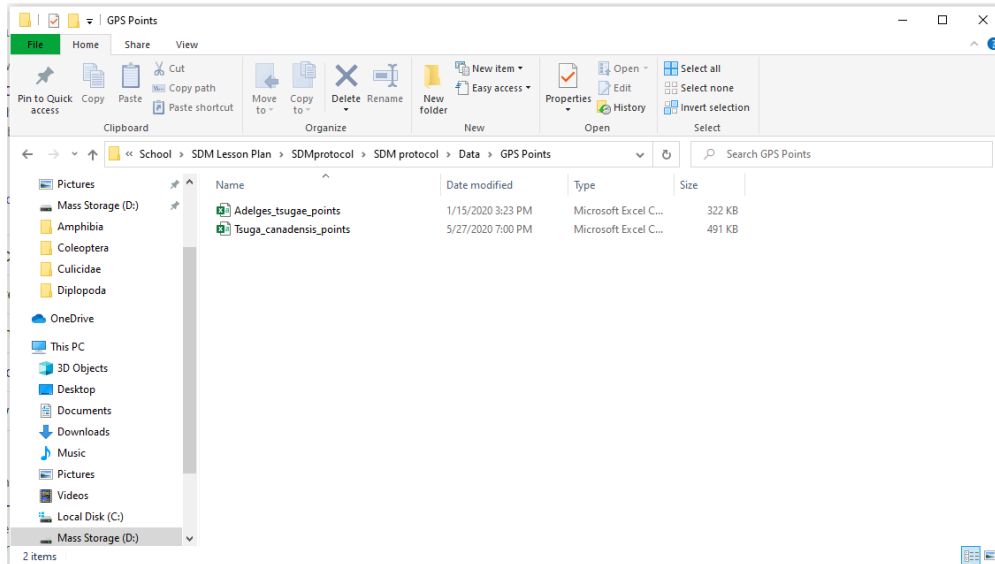 GPS Points
File Home Share View
Pin to Quick access
Copy
Paste
Cut
Copy path
Paste shortcut
Clipboard
Move to
Copy to
Delete
Rename
Organize
New folder
New item
Easy access
New
Properties
Open
Edit
History
Open
Select all
Select none
Invert selection
Select
« School > SDM Lesson Plan > SDMprotocol > SDM protocol > Data > GPS Points
Search GPS Points
Pictures
Mass Storage (D:)
Amphibia
Coleoptera
Culicidae
Diplopoda
OneDrive
This PC
3D Objects
Desktop
Documents
Downloads
Music
Pictures
Videos
Local Disk (C:)
Mass Storage (D:)
Name Date modified Type Size
Adelges_tsugae_points 1/15/2020 3:23 PM Microsoft Excel C... 322 KB
Tsuga_canadensis_points 5/27/2020 7:00 PM Microsoft Excel C... 491 KB
2 items